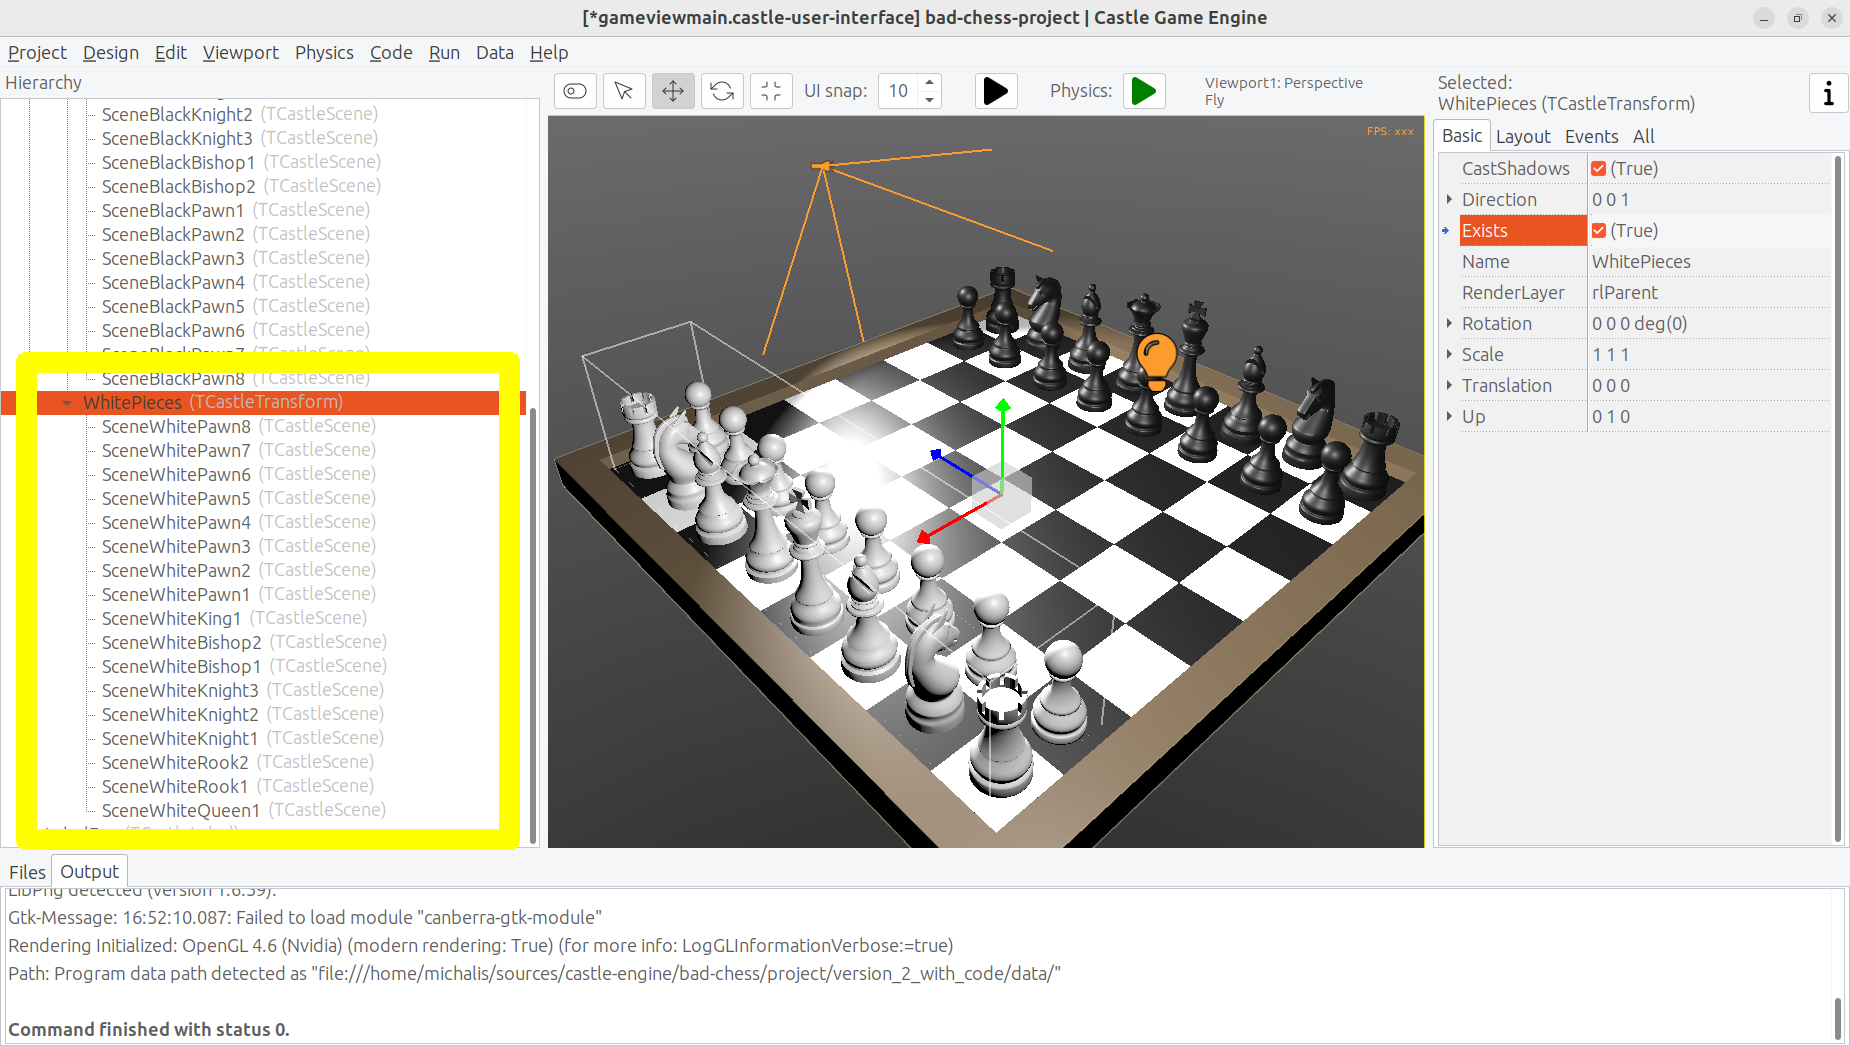 [*gameviewmain.castle-user-interface] bad-chess-project | Castle Game Engine
Project Design Edit Viewport Physics Code Run Data Help
Hierarchy
SceneBlackKnight2 (TCastleScene)
SceneBlackKnight3 (TCastleScene)
SceneBlackBishop1 (TCastleScene)
SceneBlackBishop2 (TCastleScene)
SceneBlackPawn1 (TCastleScene)
SceneBlackPawn2 (TCastleScene)
SceneBlackPawn3 (TCastleScene)
SceneBlackPawn4 (TCastleScene)
SceneBlackPawn5 (TCastleScene)
SceneBlackPawn6 (TCastleScene)
SceneBlackPawn8 (TCastleScene)
WhitePieces (TCastleTransform)
SceneWhitePawn8 (TCastleScene)
SceneWhitePawn7 (TCastleScene)
SceneWhitePawn6 (TCastleScene)
SceneWhitePawn5 (TCastleScene)
SceneWhitePawn4 (TCastleScene)
SceneWhitePawn3 (TCastleScene)
SceneWhitePawn2 (TCastleScene)
SceneWhitePawn1 (TCastleScene)
SceneWhiteKing1 (TCastleScene)
SceneWhiteBishop2 (TCastleScene)
SceneWhiteBishop1 (TCastleScene)
SceneWhiteKnight3 (TCastleScene)
SceneWhiteKnight2 (TCastleScene)
SceneWhiteKnight1 (TCastleScene)
SceneWhiteRook2 (TCastleScene)
SceneWhiteRook1 (TCastleScene)
SceneWhiteQueen1 (TCastleScene)
UI snap: 10 Physics: Viewport1: Perspective
Fly
FPS: xxx
Selected:
WhitePieces (TCastleTransform)
i
Basic Layout Events All
CastShadows (True)
Direction 0 0 1
Exists (True)
Name WhitePieces
RenderLayer rlParent
Rotation 0 0 0 deg(0)
Scale 1 1 1
Translation 0 0 0
Up 0 1 0
Files Output
LibPng detected (version 1.6.39).
Gtk-Message: 16:52:10.087: Failed to load module "canberra-gtk-module"
Rendering Initialized: OpenGL 4.6 (Nvidia) (modern rendering: True) (for more info: LogGLInformationVerbose:=true)
Path: Program data path detected as "file:///home/michalis/sources/castle-engine/bad-chess/project/version_2_with_code/data/"
Command finished with status 0.